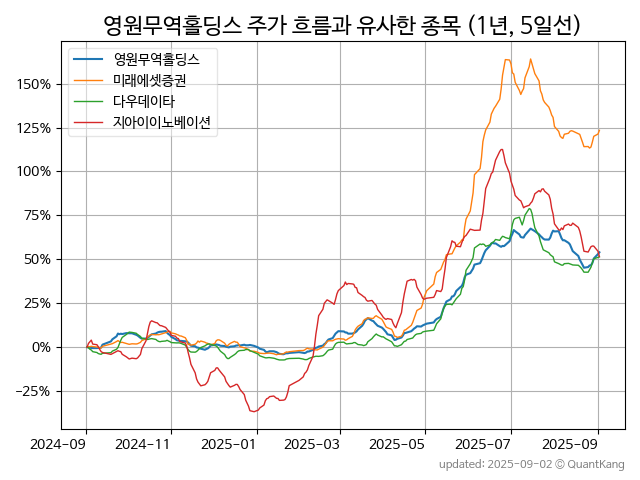 영원무역홀딩스 주가 흐름과 유사한 종목 (1년, 5일선)
영원무역홀딩스
미래에셋증권
다우데이타
지아이이노베이션
150%
125%
100%
75%
50%
25%
0%
−25%
2024-09 2024-11 2025-01 2025-03 2025-05 2025-07 2025-09
updated: 2025-09-02 © QuantKang